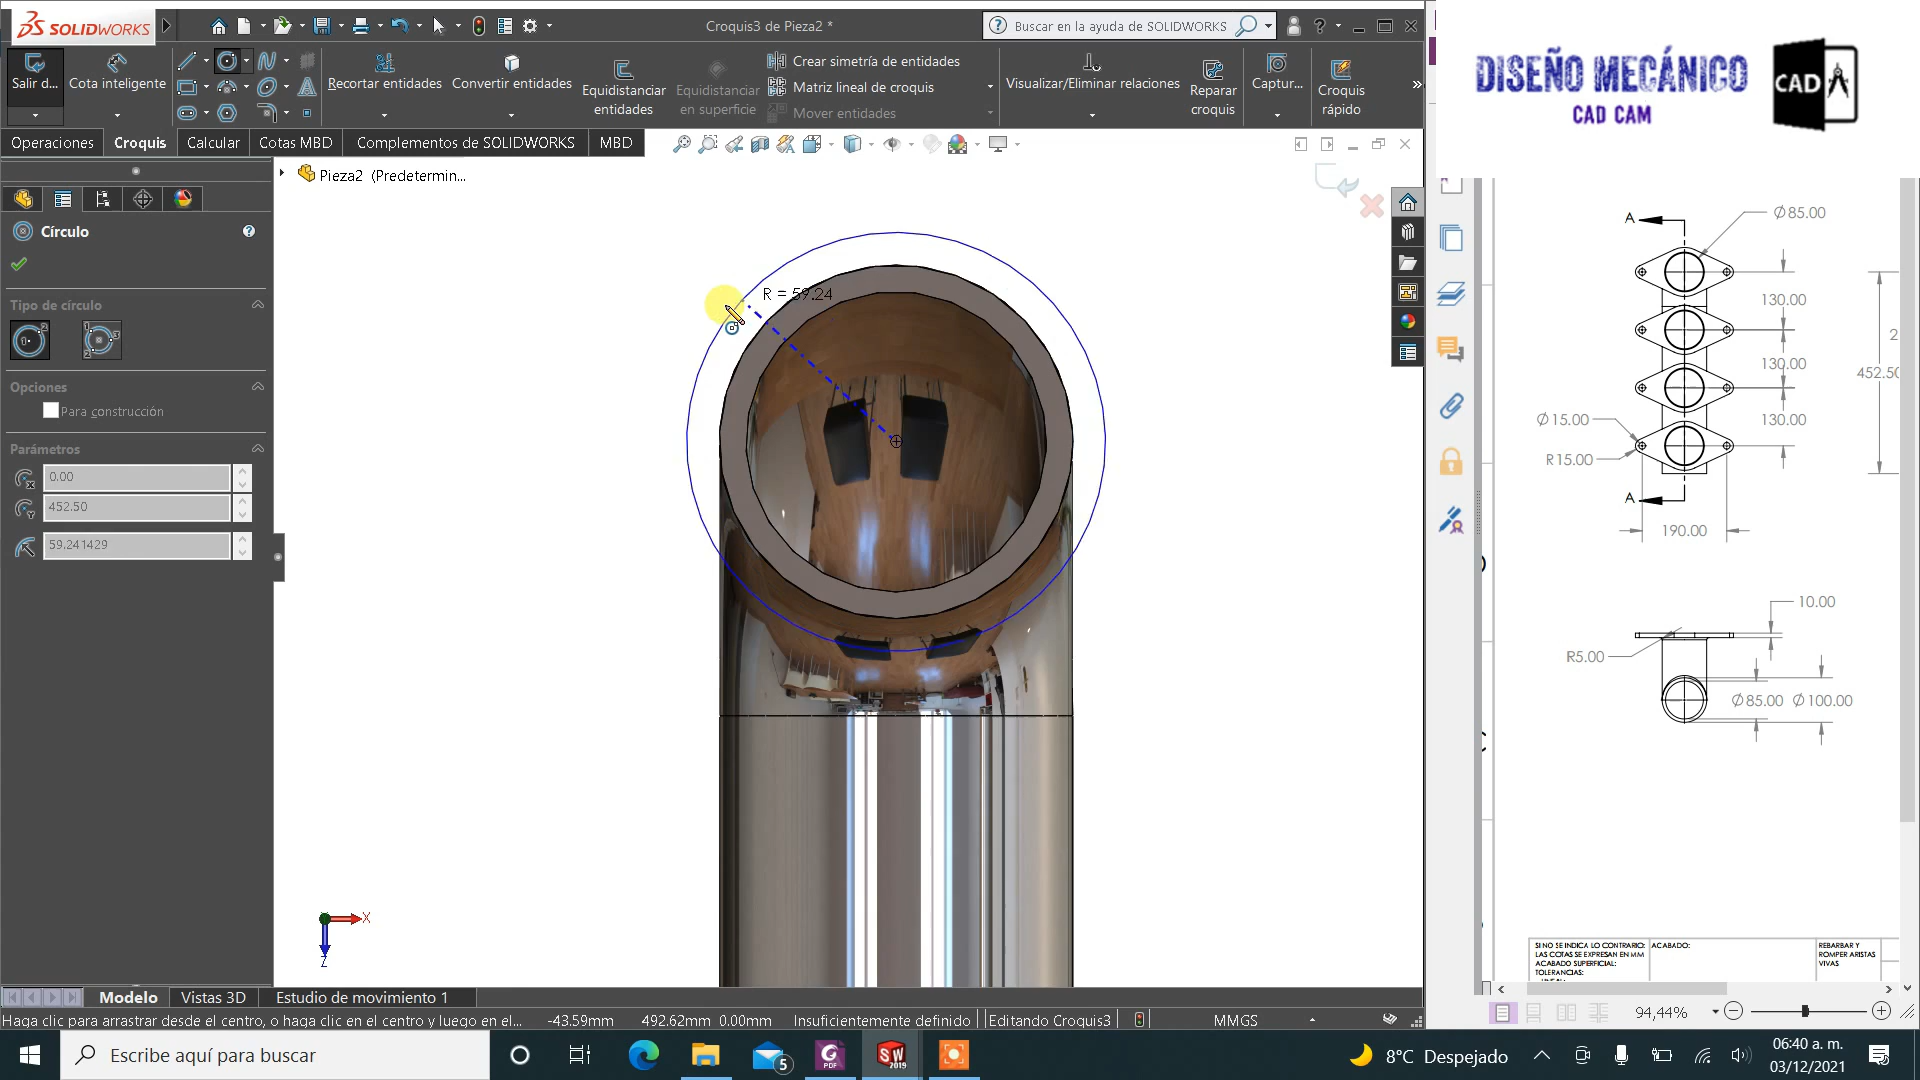 SOLIDWORKS
Croquis3 de Pieza2 *
Buscar en la ayuda de SOLIDWORKS
Salir d...
Cota inteligente
Recortar entidades
Convertir entidades
Equidistanciar entidades
Equidistanciar en superficie
Crear simetría de entidades
Matriz lineal de croquis
Mover entidades
Visualizar/Eliminar relaciones
Reparar croquis
Captur...
Croquis rápido
Operaciones
Croquis
Calcular
Cotas MBD
Complementos de SOLIDWORKS
MBD
Pieza2 (Predetermin...
Círculo
Tipo de círculo
Opciones
Para construcción
Parámetros
0.00
452.50
59.241429
R = 59.24
X
Z
Modelo
Vistas 3D
Estudio de movimiento 1
Haga clic para arrastrar desde el centro, o haga clic en el centro y luego en el...
-43.59mm
492.62mm
0.00mm
Insuficientemente definido
Editando Croquis3
MMGS
DISEÑO MECÁNICO
CAD CAM
CAD
A
Ø85.00
130.00
2
130.00
452.50
Ø15.00
130.00
R15.00
A
190.00
10.00
R5.00
Ø85.00
Ø100.00
SI NO SE INDICA LO CONTRARIO:
LAS COTAS SE EXPRESAN EN MM
ACABADO SUPERFICIAL:
TOLERANCIAS:
ACABADO:
REBARBAR Y
ROMPER ARISTAS
VIVAS
94,44%
Escribe aquí para buscar
5
PDF
SW
2019
8°C Despejado
06:40 a. m.
03/12/2021